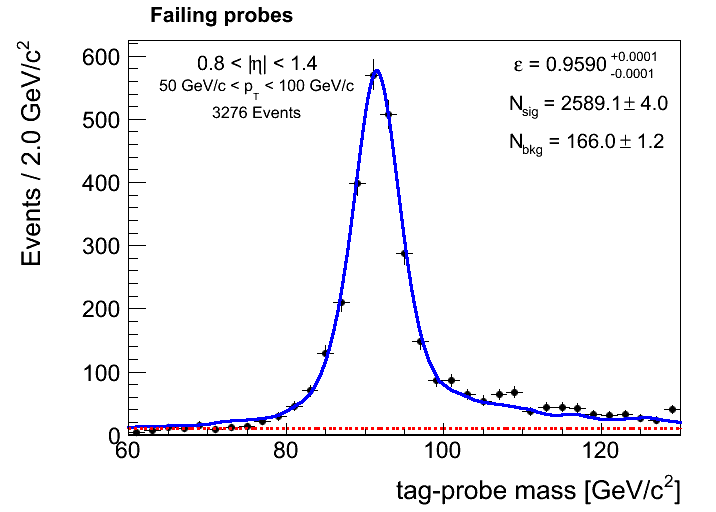 Failing probes
Events / 2.0 GeV/c²
600
500
400
300
200
100
0
0.8 < |η| < 1.4
50 GeV/c < p_T < 100 GeV/c
3276 Events
ε = 0.9590 +0.0001 -0.0001
N_sig = 2589.1 ± 4.0
N_bkg = 166.0 ± 1.2
60 80 100 120
tag-probe mass [GeV/c²]